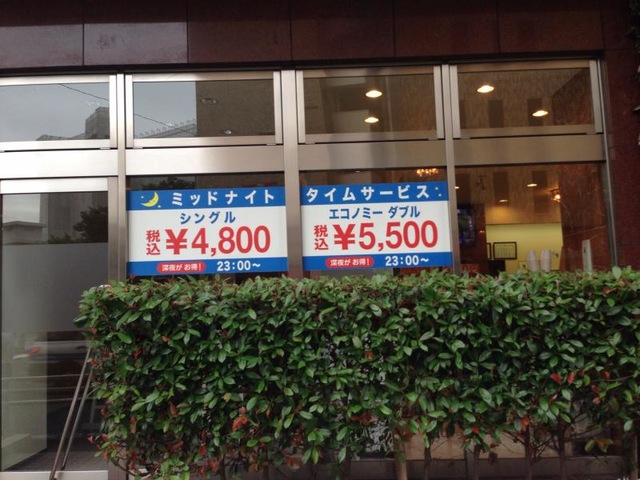 ミッドナイト
シングル
税込 ¥4,800
深夜がお得! 23:00~
タイムサービス
エコノミー ダブル
税込 ¥5,500
深夜がお得! 23:00~